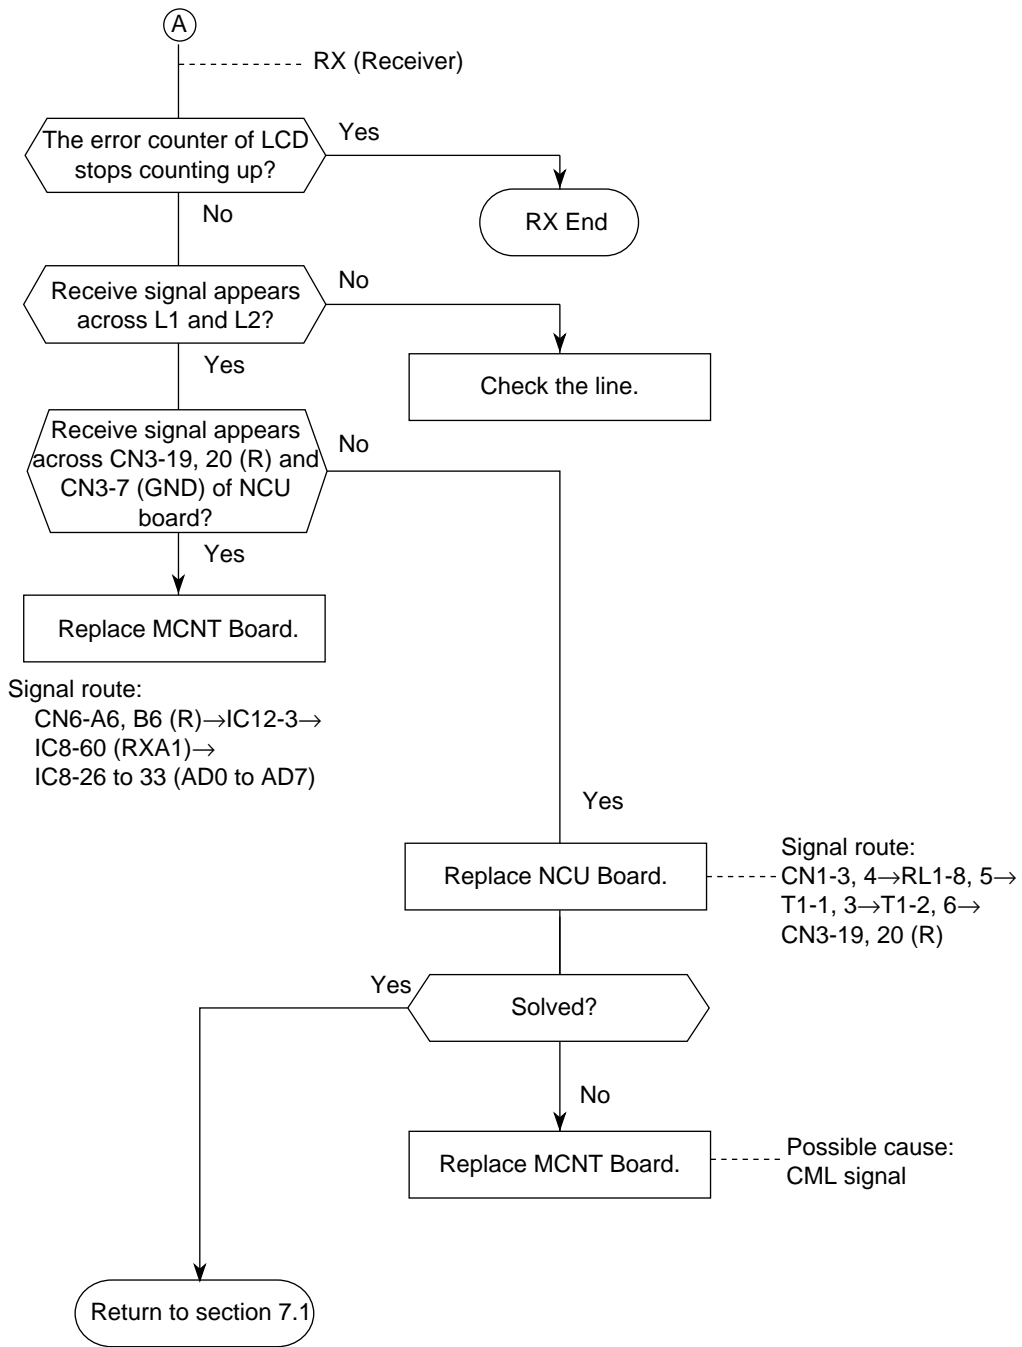 A
RX (Receiver)
The error counter of LCD
stops counting up?
Yes
RX End
No
Receive signal appears
across L1 and L2?
No
Check the line.
Yes
Receive signal appears
across CN3-19, 20 (R) and
CN3-7 (GND) of NCU
board?
No
Yes
Replace MCNT Board.
Signal route:
CN6-A6, B6 (R)→IC12-3→
IC8-60 (RXA1)→
IC8-26 to 33 (AD0 to AD7)
Yes
Replace NCU Board.
Signal route:
CN1-3, 4→RL1-8, 5→
T1-1, 3→T1-2, 6→
CN3-19, 20 (R)
Yes
Solved?
No
Replace MCNT Board.
Possible cause:
CML signal
Return to section 7.1